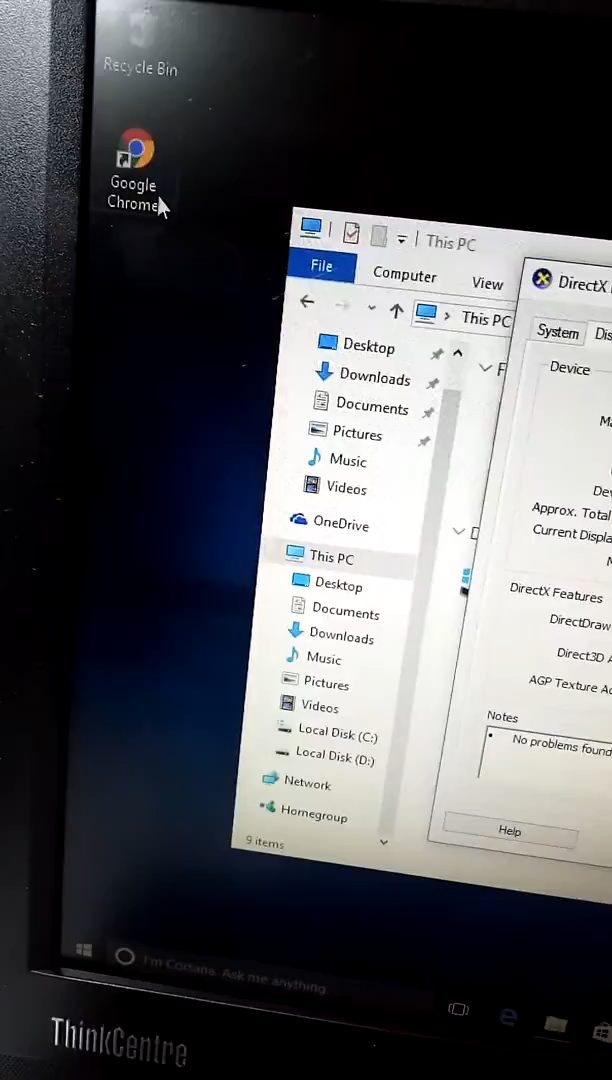 Recycle Bin
Google
Chrome
This PC
File
Computer
View
This PC
Desktop
Downloads
Documents
Pictures
Music
Videos
OneDrive
This PC
Desktop
Documents
Downloads
Music
Pictures
Videos
Local Disk (C:)
Local Disk (D:)
Network
Homegroup
9 items
DirectX
System
Device
Approx. Total
Current Displa
DirectX Features
DirectDraw
Direct3D A
AGP Texture Ac
Notes
No problems found
Help
I'm Cortana. Ask me anything.
ThinkCentre